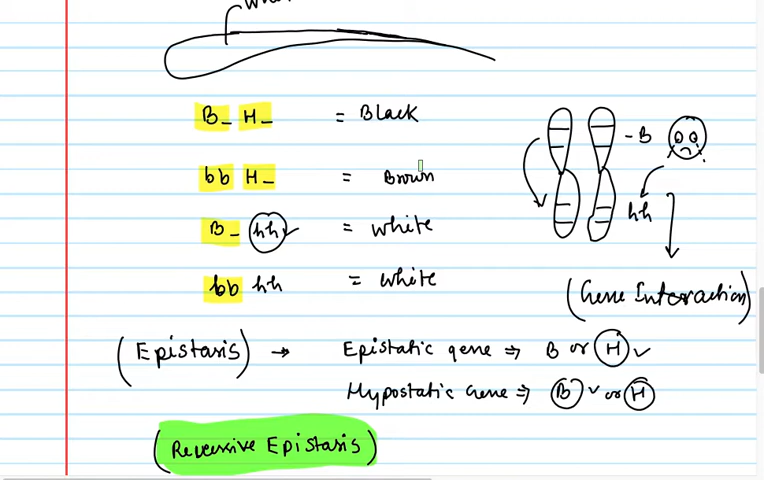 B_ H_ = Black
- B
bb H_ = Brown
hh
B_ hh ✓ = white
bb hh = white
(Gene Interaction)
(Epistasis) → Epistatic gene ⇒ B or H ✓
Hypostatic Gene ⇒ B ✓ or H
(Recessive Epistasis)